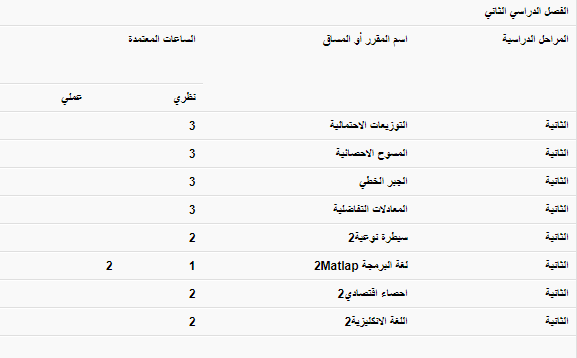 الفصل الدراسي الثاني
المراحل الدراسية اسم المقرر أو المساق الساعات المعتمدة
نظري عملي
الثانية التوزيعات الاحتمالية 3
الثانية المسوح الاحصائية 3
الثانية الجبر الخطي 3
الثانية المعادلات التفاضلية 3
الثانية سيطرة نوعية2 2
الثانية لغة البرمجة Matlap2 1 2
الثانية احصاء اقتصادي2 2
الثانية اللغة الانكليزية2 2